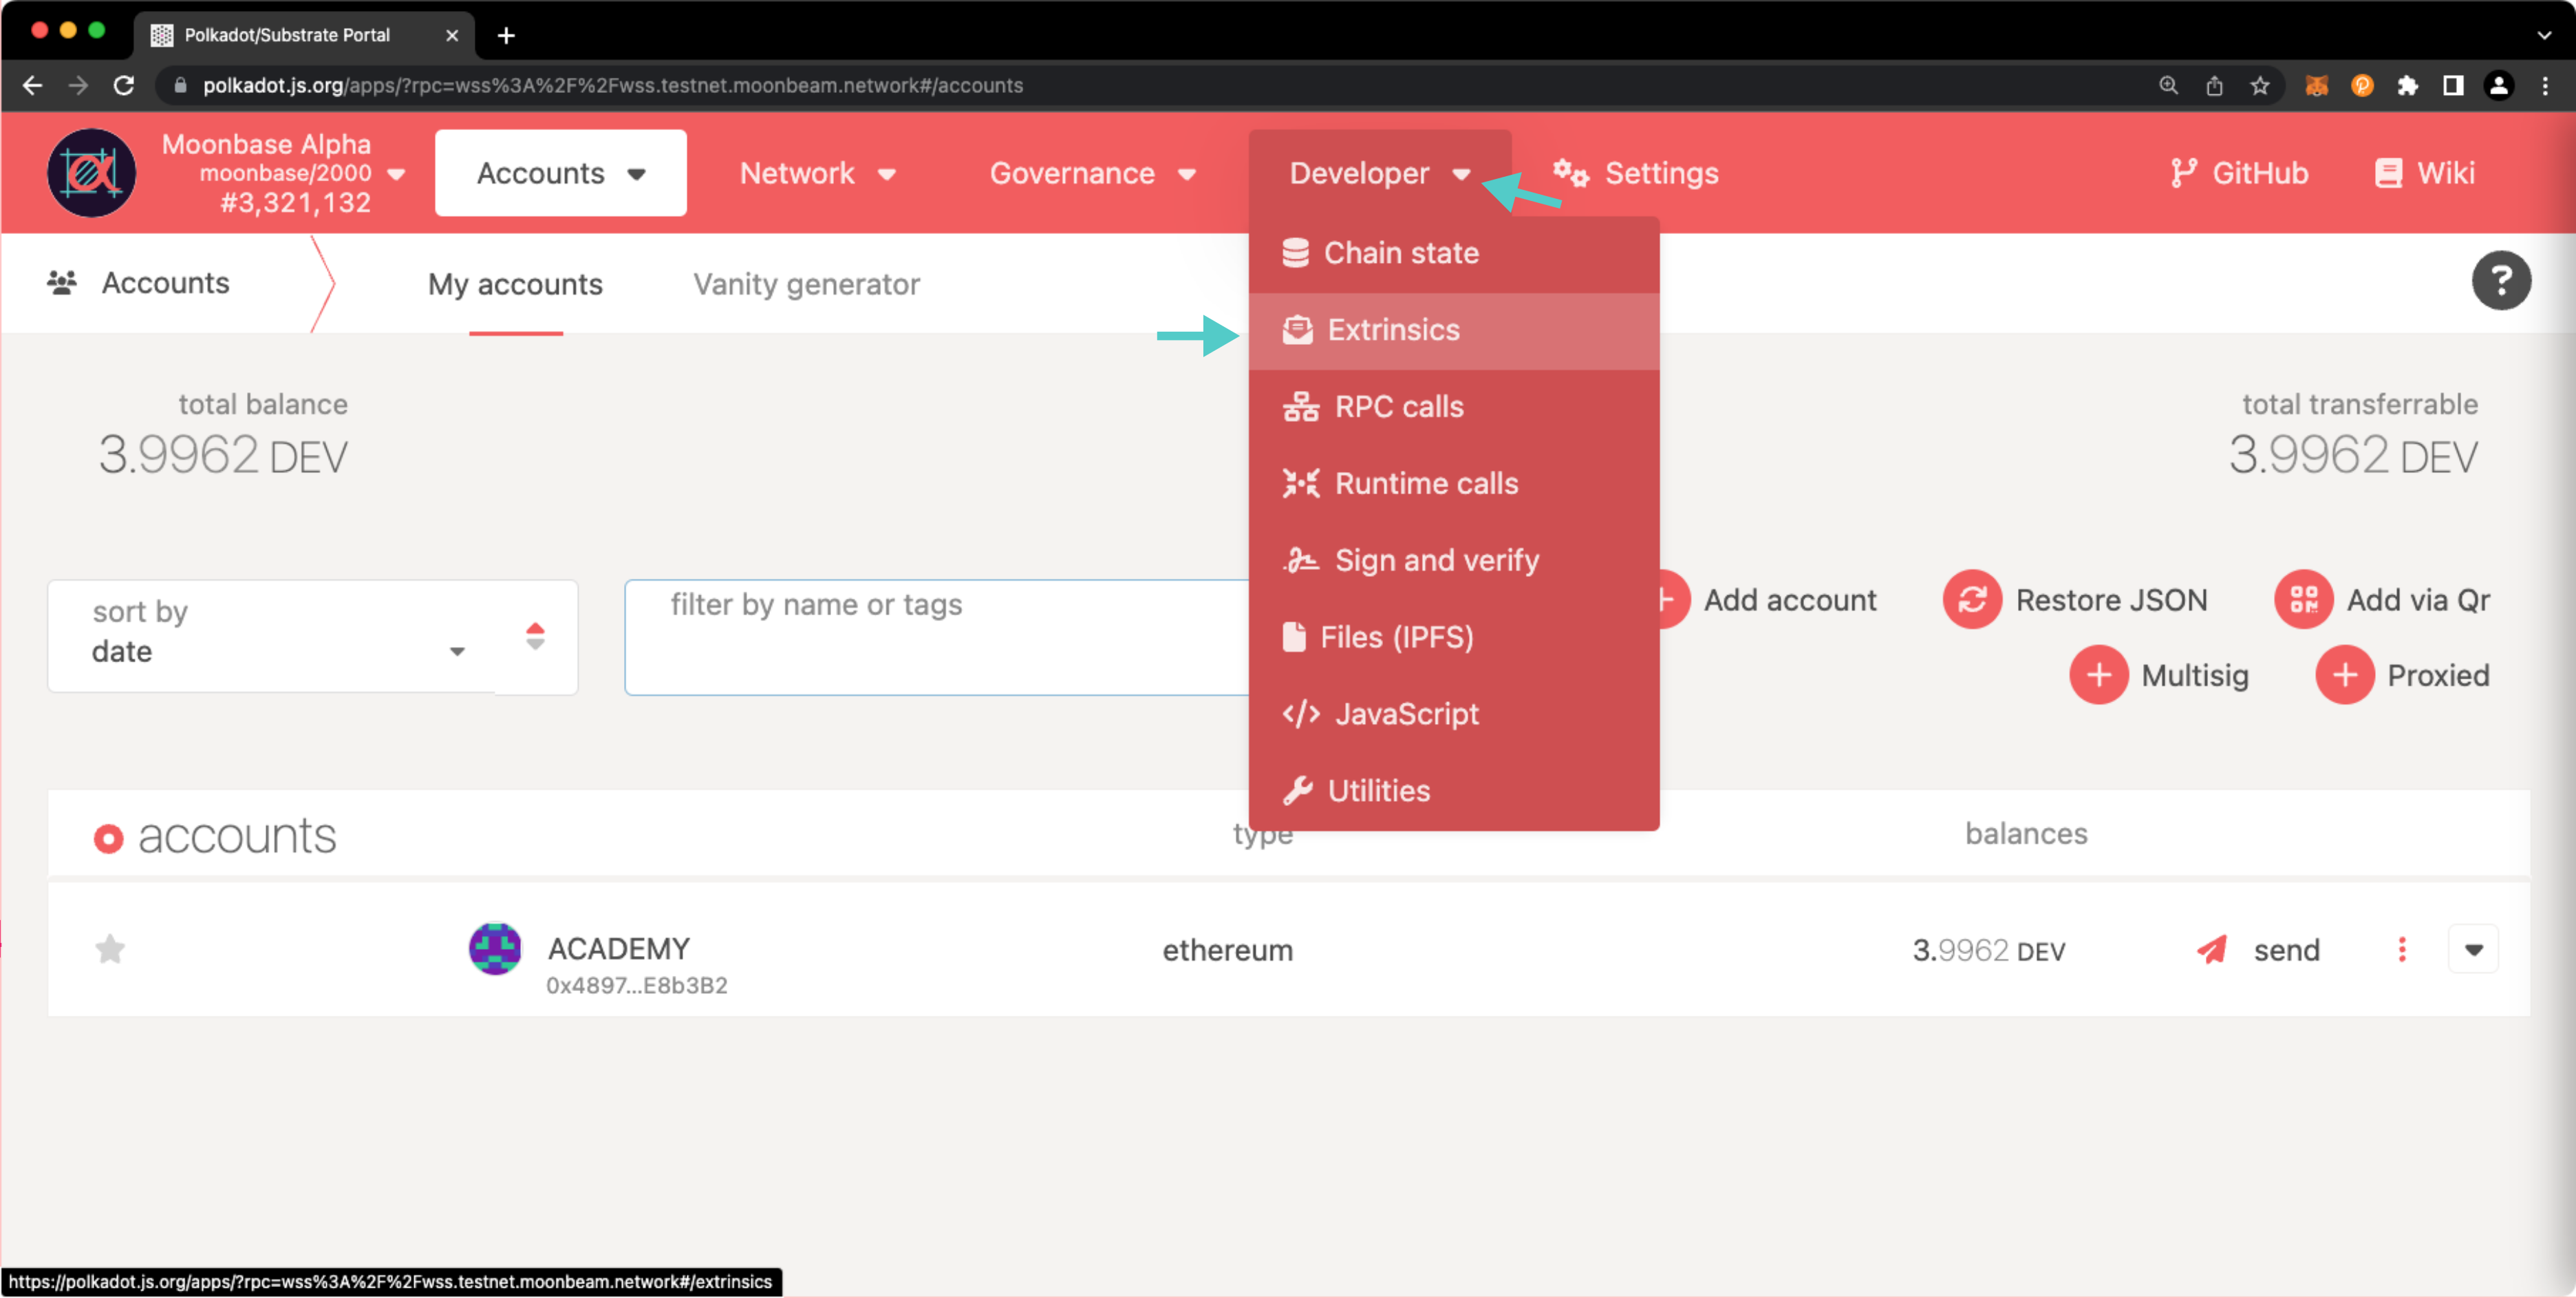 Polkadot/Substrate Portal
polkadot.js.org/apps/?rpc=wss%3A%2F%2Fwss.testnet.moonbeam.network#/accounts
Moonbase Alpha
moonbase/2000
#3,321,132
Accounts
Network
Governance
Developer
Settings
GitHub
Wiki
Accounts
My accounts
Vanity generator
?
Chain state
Extrinsics
RPC calls
Runtime calls
Sign and verify
Files (IPFS)
JavaScript
Utilities
total balance
3.9962 DEV
total transferrable
3.9962 DEV
sort by
date
filter by name or tags
Add account
Restore JSON
Add via Qr
Multisig
Proxied
accounts
type
balances
ACADEMY
0x4897...E8b3B2
ethereum
3.9962 DEV
send
https://polkadot.js.org/apps/?rpc=wss%3A%2F%2Fwss.testnet.moonbeam.network#/extrinsics